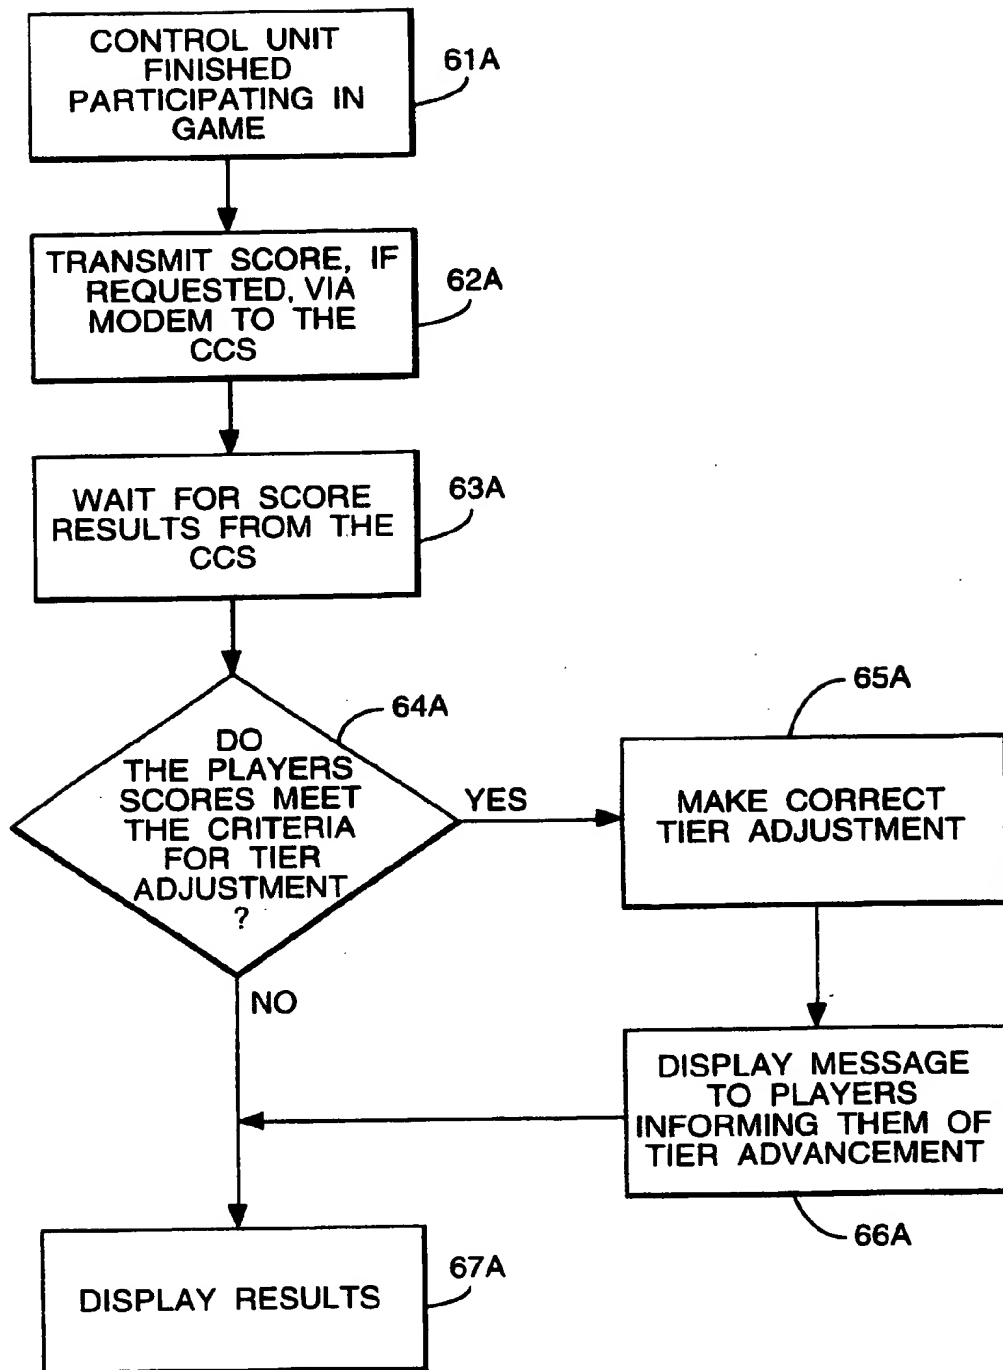 CONTROL UNIT
FINISHED
PARTICIPATING IN
GAME
61A
TRANSMIT SCORE, IF
REQUESTED, VIA
MODEM TO THE
CCS
62A
WAIT FOR SCORE
RESULTS FROM THE
CCS
63A
64A
DO
THE PLAYERS
SCORES MEET
THE CRITERIA
FOR TIER
ADJUSTMENT
?
YES
NO
65A
MAKE CORRECT
TIER ADJUSTMENT
DISPLAY MESSAGE
TO PLAYERS
INFORMING THEM OF
TIER ADVANCEMENT
66A
DISPLAY RESULTS
67A